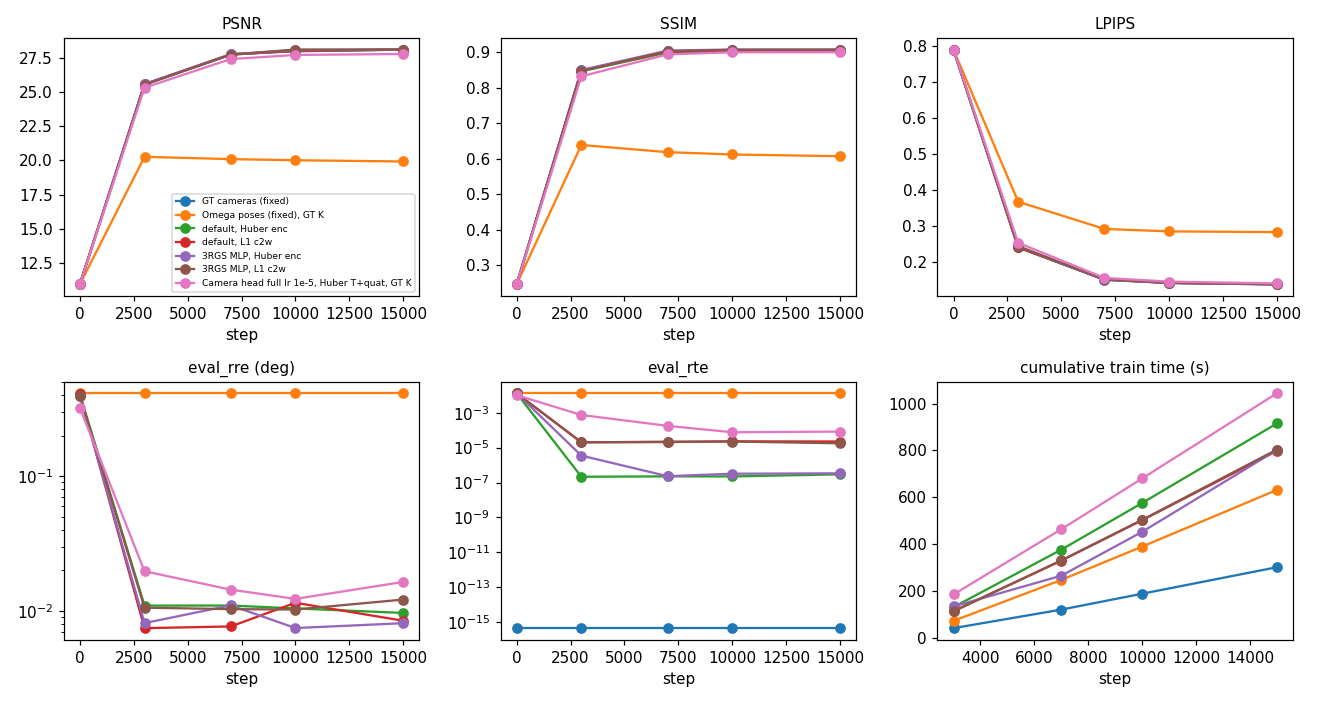 PSNR
27.5
25.0
22.5
20.0
17.5
15.0
12.5
0 2500 5000 7500 10000 12500 15000
step
GT cameras (fixed)
Omega poses (fixed), GT K
default, Huber enc
default, L1 c2w
3RGS MLP, Huber enc
3RGS MLP, L1 c2w
Camera head full lr 1e-5, Huber T+quat, GT K
SSIM
0.9
0.8
0.7
0.6
0.5
0.4
0.3
0 2500 5000 7500 10000 12500 15000
step
LPIPS
0.8
0.7
0.6
0.5
0.4
0.3
0.2
0 2500 5000 7500 10000 12500 15000
step
eval_rre (deg)
10⁻¹
10⁻²
0 2500 5000 7500 10000 12500 15000
step
eval_rte
10⁻³
10⁻⁵
10⁻⁷
10⁻⁹
10⁻¹¹
10⁻¹³
10⁻¹⁵
0 2500 5000 7500 10000 12500 15000
step
cumulative train time (s)
1000
800
600
400
200
0
4000 6000 8000 10000 12000 14000
step